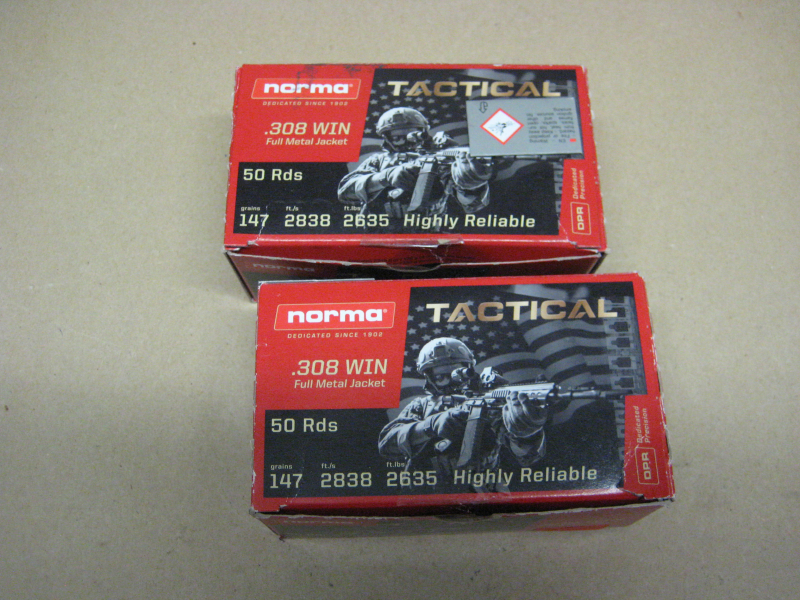 norma®
DEDICATED SINCE 1902
TACTICAL
.308 WIN
Full Metal Jacket
50 Rds
grains ft./s ft.lbs
147 2838 2635 Highly Reliable
DPR Dedicated Precision
norma
norma®
DEDICATED SINCE 1902
TACTICAL
.308 WIN
Full Metal Jacket
50 Rds
grains ft./s ft.lbs
147 2838 2635 Highly Reliable
DPR Dedicated Precision